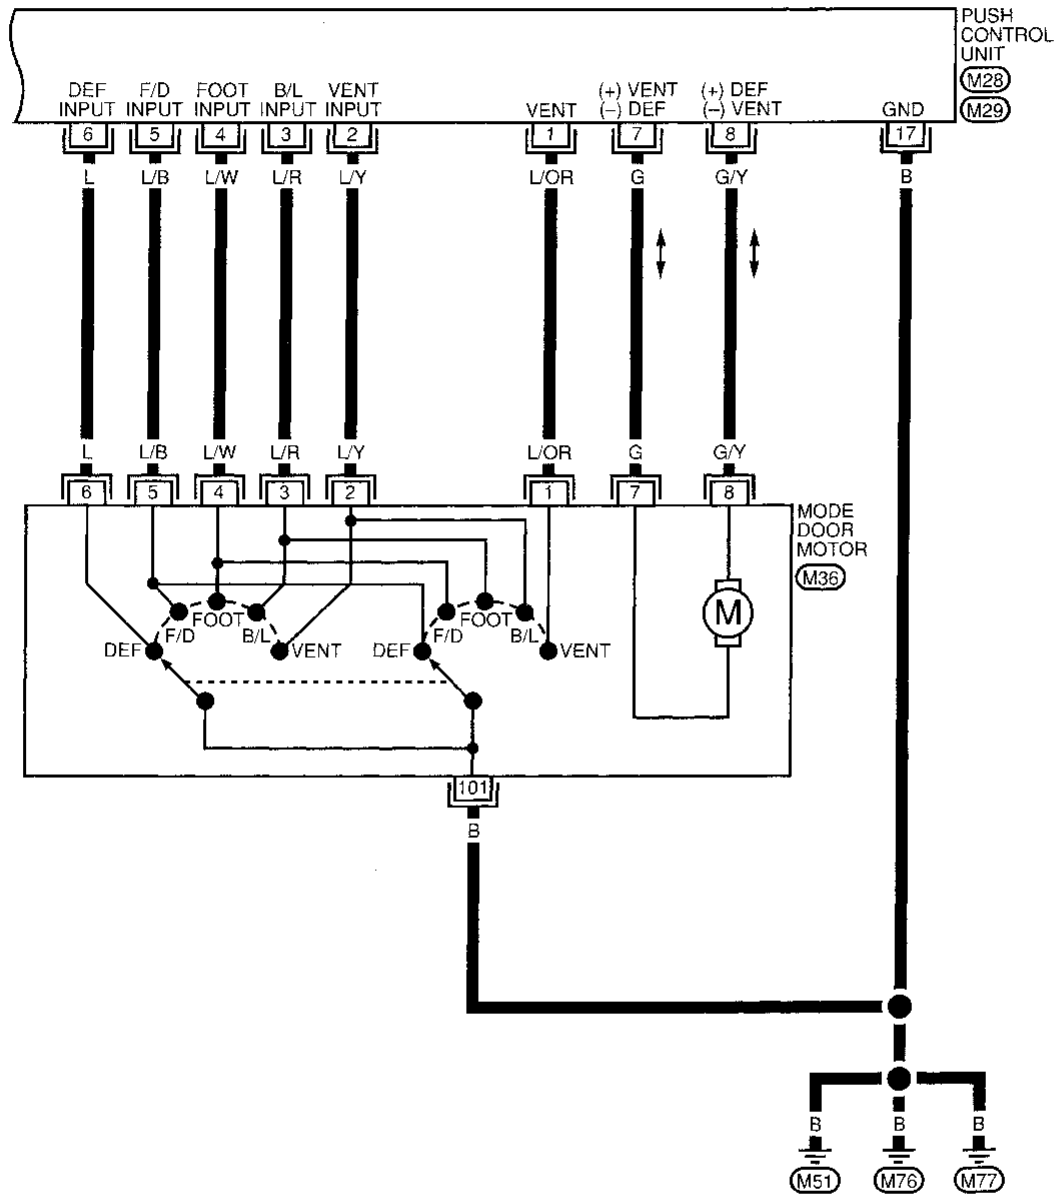 PUSH
CONTROL
UNIT
M28
M29
DEF INPUT
F/D INPUT
FOOT INPUT
B/L INPUT
VENT INPUT
VENT
(+) VENT
(−) DEF
(+) DEF
(−) VENT
GND
6 5 4 3 2 1 7 8 17
L L/B L/W L/R L/Y L/OR G G/Y B
L L/B L/W L/R L/Y L/OR G G/Y
6 5 4 3 2 1 7 8
MODE
DOOR
MOTOR
M36
M
FOOT FOOT
F/D B/L F/D B/L
DEF VENT DEF VENT
101
B
B B B
M51 M76 M77